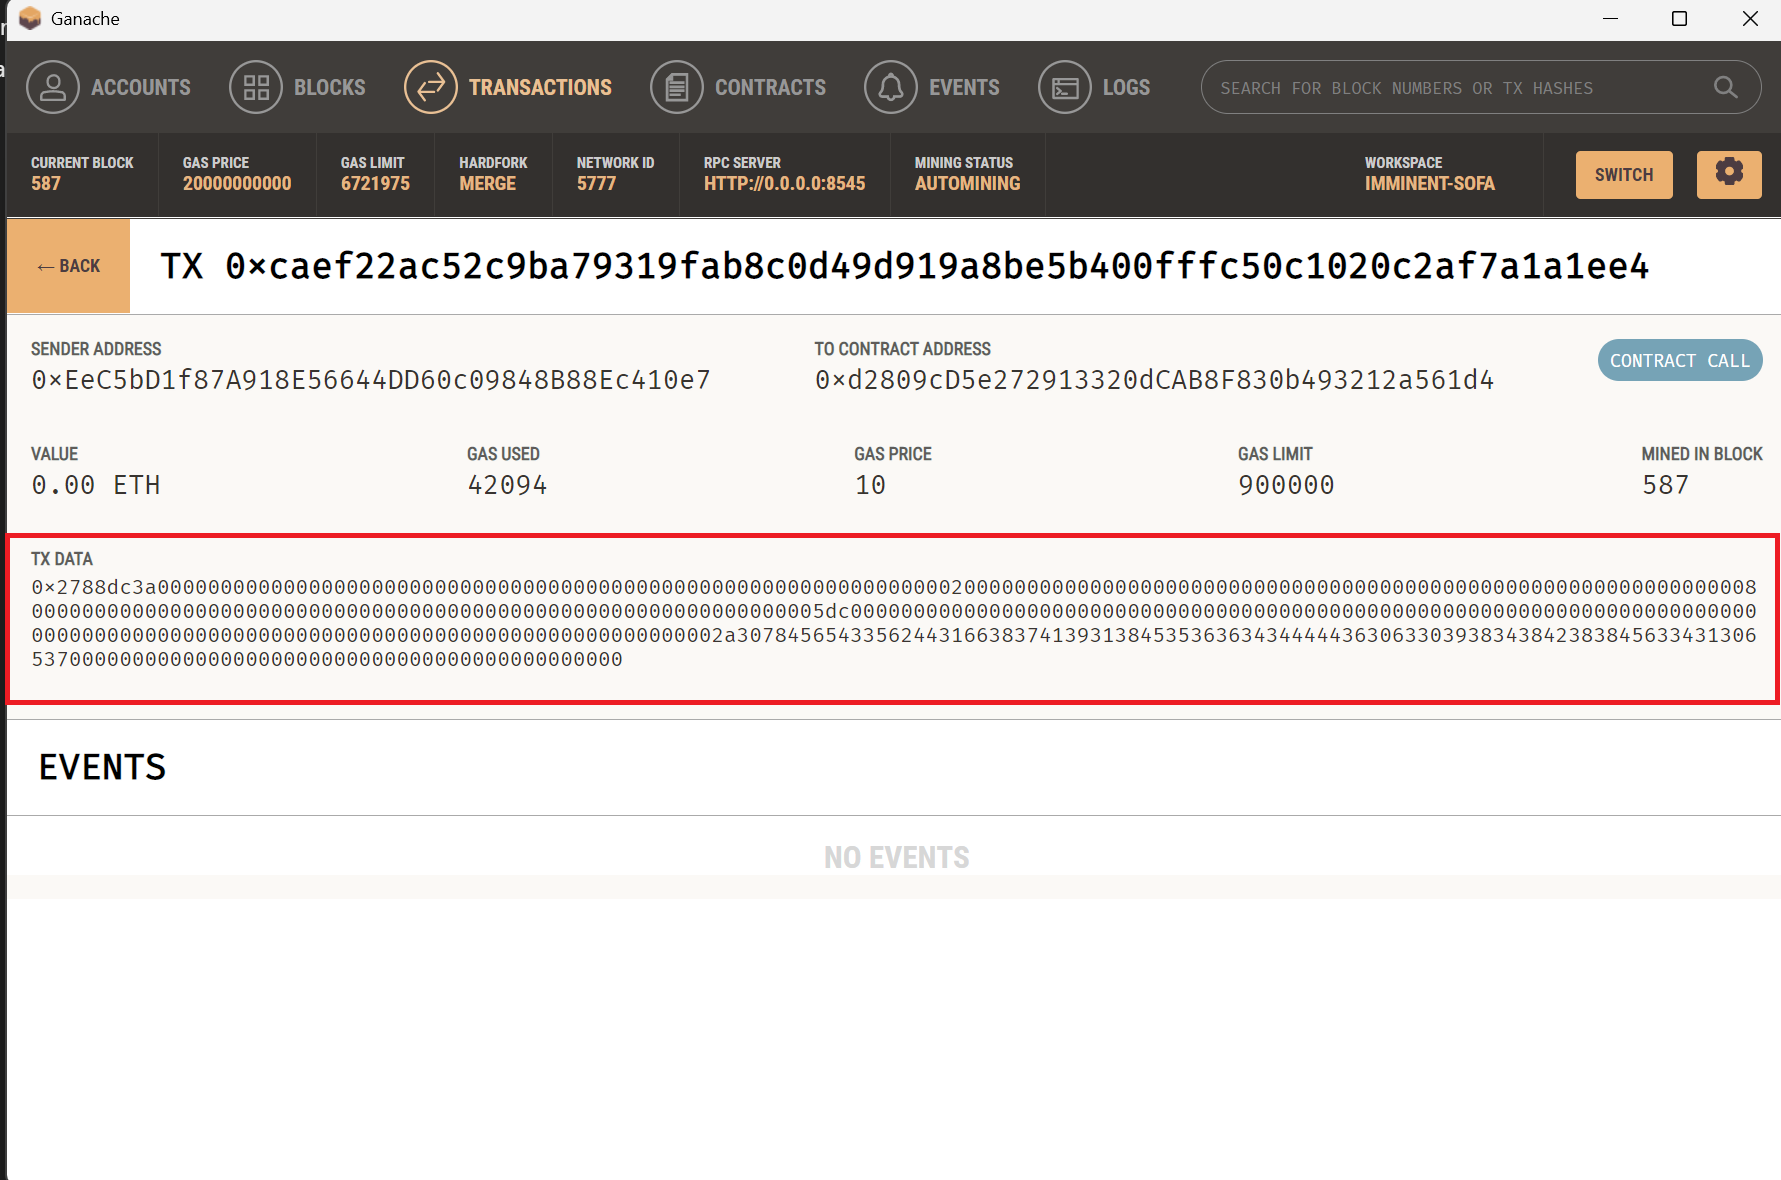 Ganache
ACCOUNTS BLOCKS TRANSACTIONS CONTRACTS EVENTS LOGS SEARCH FOR BLOCK NUMBERS OR TX HASHES
CURRENT BLOCK GAS PRICE GAS LIMIT HARDFORK NETWORK ID RPC SERVER MINING STATUS WORKSPACE
587 20000000000 6721975 MERGE 5777 HTTP://0.0.0.0:8545 AUTOMINING IMMINENT-SOFA
SWITCH
← BACK TX 0×caef22ac52c9ba79319fab8c0d49d919a8be5b400fffc50c1020c2af7a1a1ee4
SENDER ADDRESS TO CONTRACT ADDRESS
0×EeC5bD1f87A918E56644DD60c09848B88Ec410e7 0×d2809cD5e272913320dCAB8F830b493212a561d4 CONTRACT CALL
VALUE GAS USED GAS PRICE GAS LIMIT MINED IN BLOCK
0.00 ETH 42094 10 900000 587
TX DATA
0×2788dc3a0000000000000000000000000000000000000000000000000000000000000002000000000000000000000000000000000000000000000000000000000000008
000000000000000000000000000000000000000000000000000000000000005dc000000000000000000000000000000000000000000000000000000000000000000000000
0000000000000000000000000000000000000000000000000000002a307845654335624431663837413931384535363634344444363063303938343842383845633431306
53700000000000000000000000000000000000000000000
EVENTS
NO EVENTS